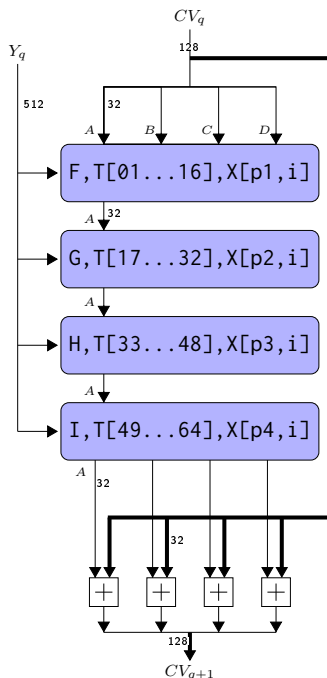 CV_q
128
Y_q
512
32
A B C D
F,T[01...16],X[p1,i]
A 32
G,T[17...32],X[p2,i]
A
H,T[33...48],X[p3,i]
A
I,T[49...64],X[p4,i]
A 32
32
+ + + +
128
CV_{q+1}